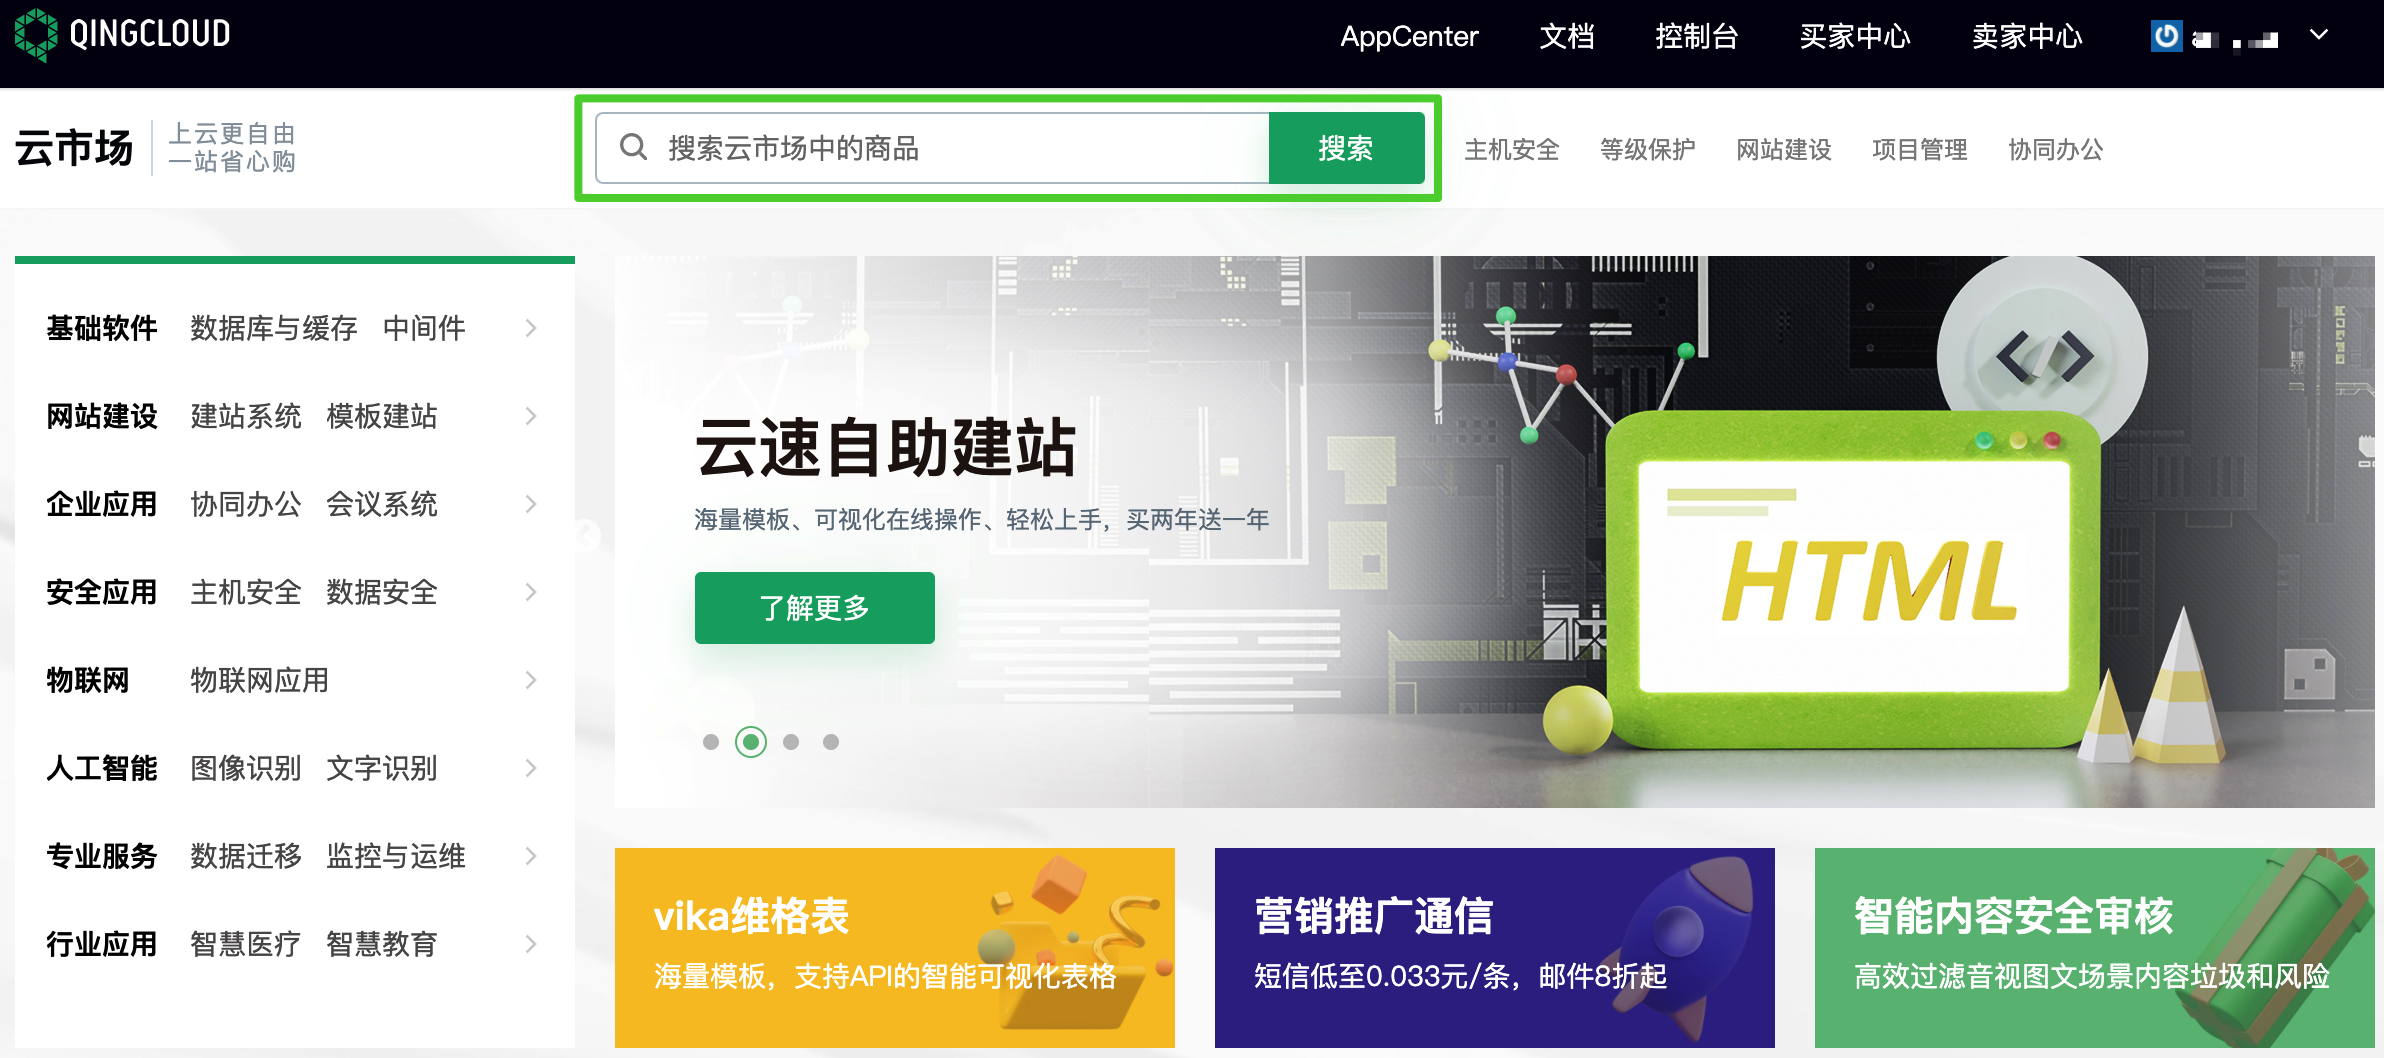 QINGCLOUD
AppCenter 文档 控制台 买家中心 卖家中心
云市场
上云更自由
一站省心购
搜索云市场中的商品 搜索
主机安全 等级保护 网站建设 项目管理 协同办公
基础软件 数据库与缓存 中间件
网站建设 建站系统 模板建站
企业应用 协同办公 会议系统
安全应用 主机安全 数据安全
物联网 物联网应用
人工智能 图像识别 文字识别
专业服务 数据迁移 监控与运维
行业应用 智慧医疗 智慧教育
云速自助建站
海量模板、可视化在线操作、轻松上手，买两年送一年
了解更多
</>
HTML
vika维格表
海量模板，支持API的智能可视化表格
营销推广通信
短信低至0.033元/条，邮件8折起
智能内容安全审核
高效过滤音视图文场景内容垃圾和风险